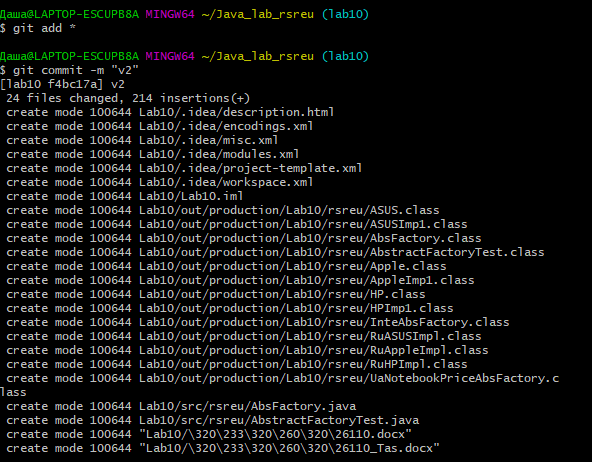 Даша@LAPTOP-ESCUPB8A MINGW64 ~/Java_lab_rsreu (lab10)
$ git add *
Даша@LAPTOP-ESCUPB8A MINGW64 ~/Java_lab_rsreu (lab10)
$ git commit -m "v2"
[lab10 f4bc17a] v2
 24 files changed, 214 insertions(+)
 create mode 100644 Lab10/.idea/description.html
 create mode 100644 Lab10/.idea/encodings.xml
 create mode 100644 Lab10/.idea/misc.xml
 create mode 100644 Lab10/.idea/modules.xml
 create mode 100644 Lab10/.idea/project-template.xml
 create mode 100644 Lab10/.idea/workspace.xml
 create mode 100644 Lab10/Lab10.iml
 create mode 100644 Lab10/out/production/Lab10/rsreu/ASUS.class
 create mode 100644 Lab10/out/production/Lab10/rsreu/ASUSImp1.class
 create mode 100644 Lab10/out/production/Lab10/rsreu/AbsFactory.class
 create mode 100644 Lab10/out/production/Lab10/rsreu/AbstractFactoryTest.class
 create mode 100644 Lab10/out/production/Lab10/rsreu/Apple.class
 create mode 100644 Lab10/out/production/Lab10/rsreu/AppleImp1.class
 create mode 100644 Lab10/out/production/Lab10/rsreu/HP.class
 create mode 100644 Lab10/out/production/Lab10/rsreu/HPImp1.class
 create mode 100644 Lab10/out/production/Lab10/rsreu/InteAbsFactory.class
 create mode 100644 Lab10/out/production/Lab10/rsreu/RuASUSImpl.class
 create mode 100644 Lab10/out/production/Lab10/rsreu/RuAppleImpl.class
 create mode 100644 Lab10/out/production/Lab10/rsreu/RuHPImpl.class
 create mode 100644 Lab10/out/production/Lab10/rsreu/UaNotebookPriceAbsFactory.c
lass
 create mode 100644 Lab10/src/rsreu/AbsFactory.java
 create mode 100644 Lab10/src/rsreu/AbstractFactoryTest.java
 create mode 100644 "Lab10/\320\233\320\260\320\26110.docx"
 create mode 100644 "Lab10/\320\233\320\260\320\26110_Tas.docx"